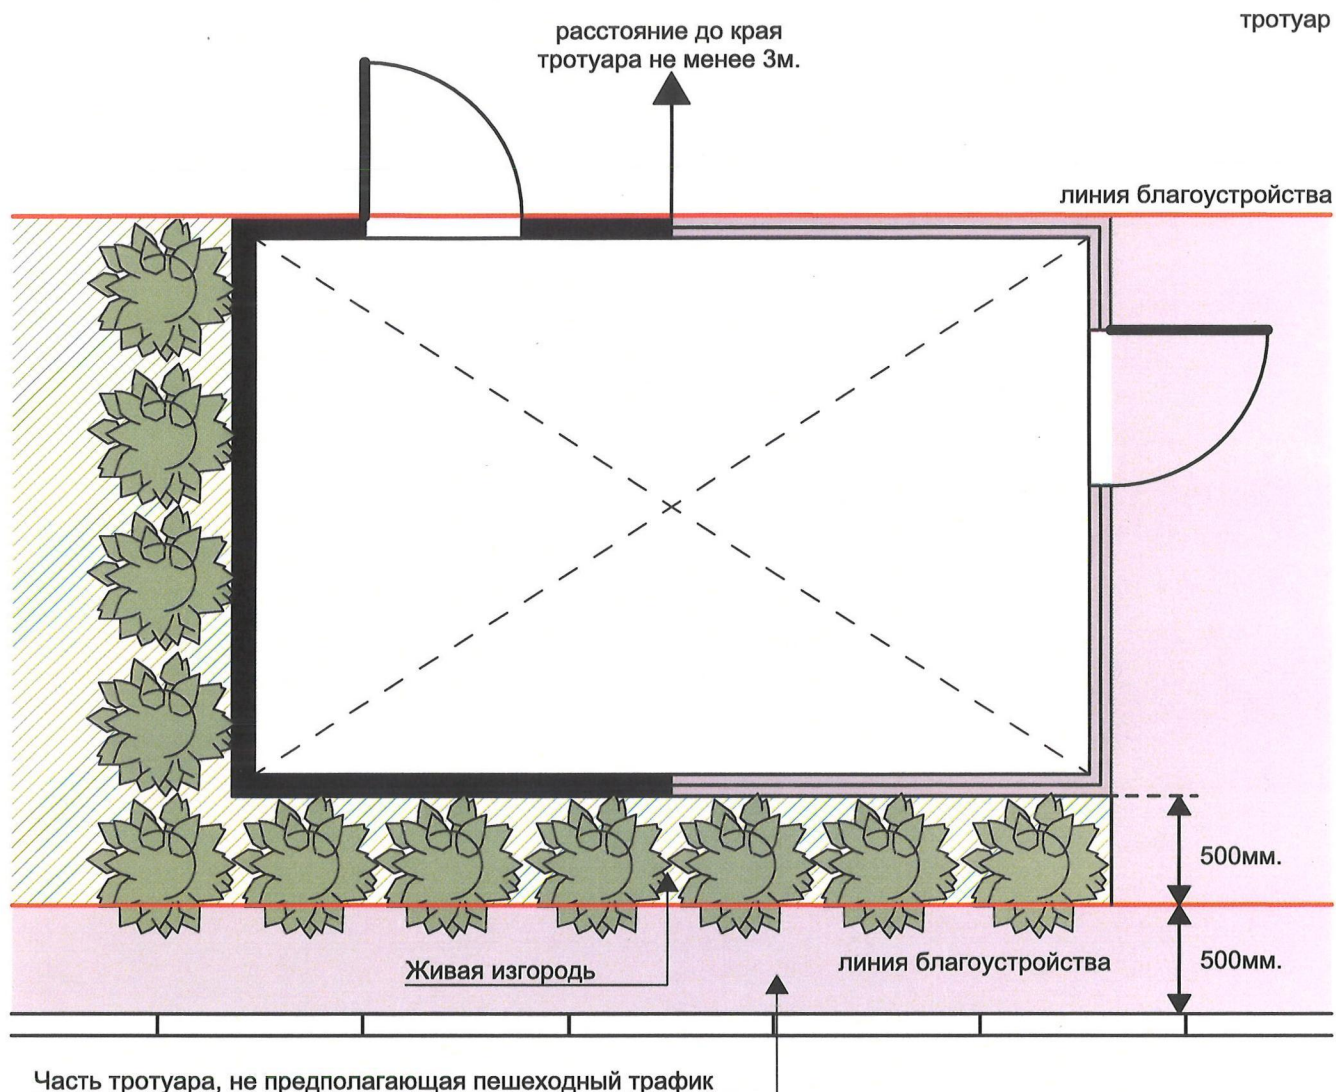 тротуар
расстояние до края
тротуара не менее 3м.
линия благоустройства
500мм.
Живая изгородь
линия благоустройства
500мм.
Часть тротуара, не предполагающая пешеходный трафик